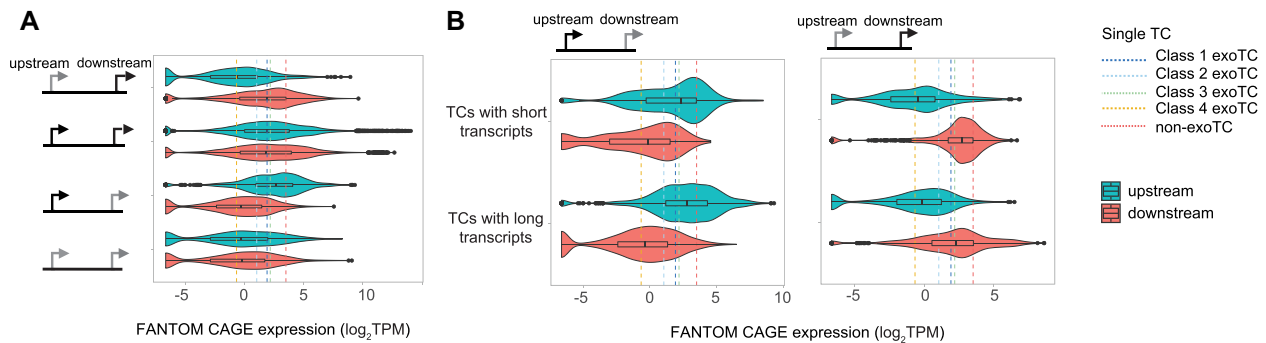 A
B
upstream downstream
upstream downstream
upstream downstream
Single TC
Class 1 exoTC
Class 2 exoTC
Class 3 exoTC
Class 4 exoTC
non-exoTC
TCs with short
transcripts
TCs with long
transcripts
upstream
downstream
-5 0 5 10
-5 0 5 10
-5 0 5
FANTOM CAGE expression (log₂TPM)
FANTOM CAGE expression (log₂TPM)